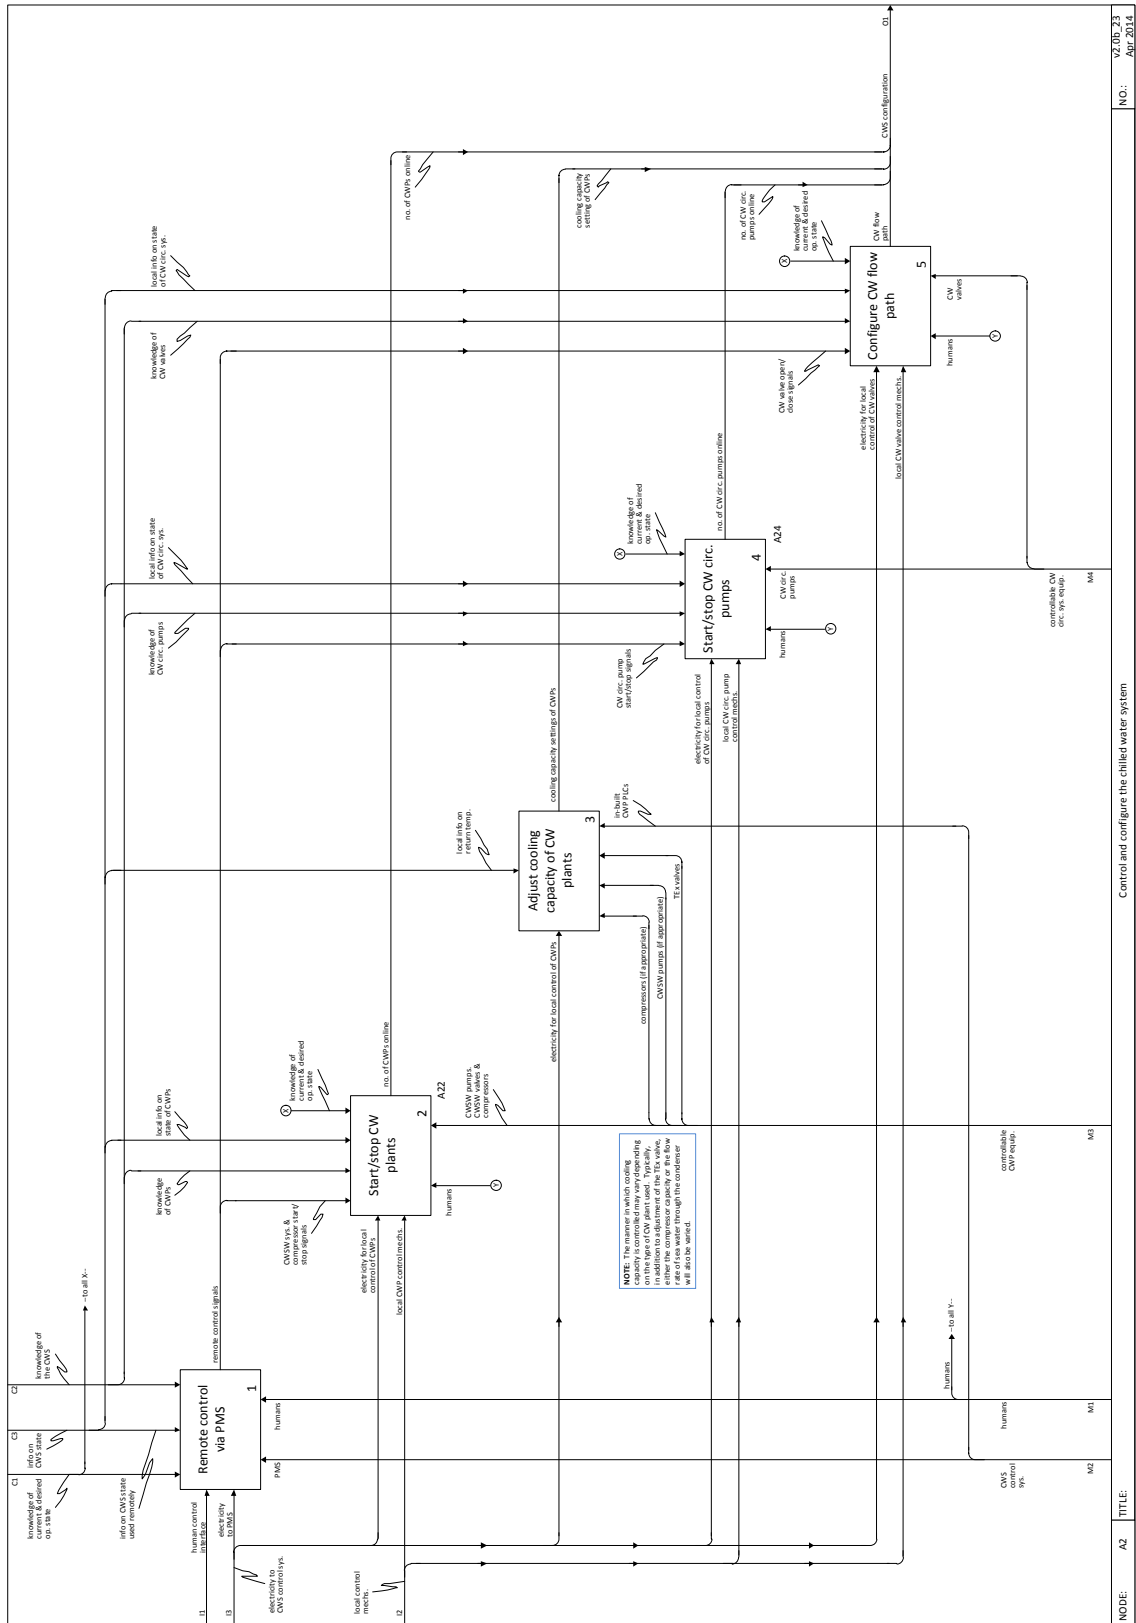 C1
C3
C2
knowledge of
current & desired
op. state
info on
CWS state
knowledge of
the CWS
--to all X--
info on CWS state
used remotely
I1
human control
interface
I3
electricity
to PMS
electricity to
CWS control sys.
local control
mechs.
I2
Remote control
via PMS
1
remote control signals
PMS
humans
CWSW sys. &
compressor start/
stop signals
knowledge
of CWPs
local info on
state of CWPs
X
knowledge of
current & desired
op. state
electricity for local
control of CWPs
local CWP control mechs.
Start/stop CW
plants
2
A22
no. of CWPs online
humans
Y
CWSW pumps.
CWSW valves &
compressors
local info on
return temp.
electricity for local control of CWPs
Adjust cooling
capacity of CW
plants
3
cooling capacity settings of CWPs
compressors (if appropriate)
CWSW pumps (if appropriate)
TEx valves
in-built
CWP PLCs
NOTE: The manner in which cooling
capacity is controlled may vary depending
on the type of CW plant used. Typically,
in addition to adjustment of the TEx valve,
either the compressor capacity or the flow
rate of sea water through the condenser
will also be varied.
knowledge of
CW circ. pumps
local info on state
of CW circ. sys.
CW circ. pump
start/stop signals
X
knowledge of
current & desired
op. state
electricity for local control
of CW circ. pumps
local CW circ. pump
control mechs.
Start/stop CW circ.
pumps
4
A24
no. of CW circ. pumps online
humans
Y
CW circ.
pumps
knowledge of
CW valves
local info on state
of CW circ. sys.
CW valve open/
close signals
X
knowledge of
current & desired
op. state
electricity for local
control of CW valves
local CW valve control mechs.
Configure CW flow
path
5
CW flow
path
humans
Y
CW
valves
no. of CWPs online
cooling capacity
setting of CWPs
no. of CW circ.
pumps online
CWS configuration
O1
humans
--to all Y--
CWS
control
sys.
M2
humans
M1
controllable
CWP equip.
M3
controllable CW
circ. sys. equip.
M4
NODE:
A2
TITLE:
Control and configure the chilled water system
NO.:
v2.0b_23
Apr 2014